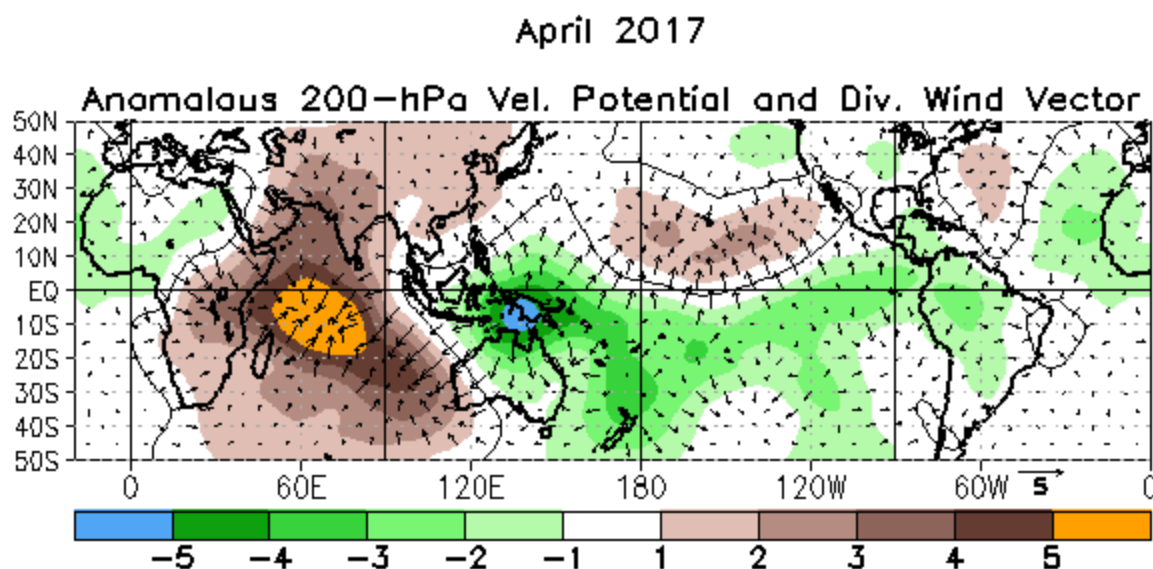 April 2017
Anomalaus 200-hPa Vel. Potential and Div. Wind Vector
50N
40N
30N
20N
10N
EQ
10S
20S
30S
40S
50S
0
0 60E 120E 180 120W 60W 5 0
-5 -4 -3 -2 -1 1 2 3 4 5